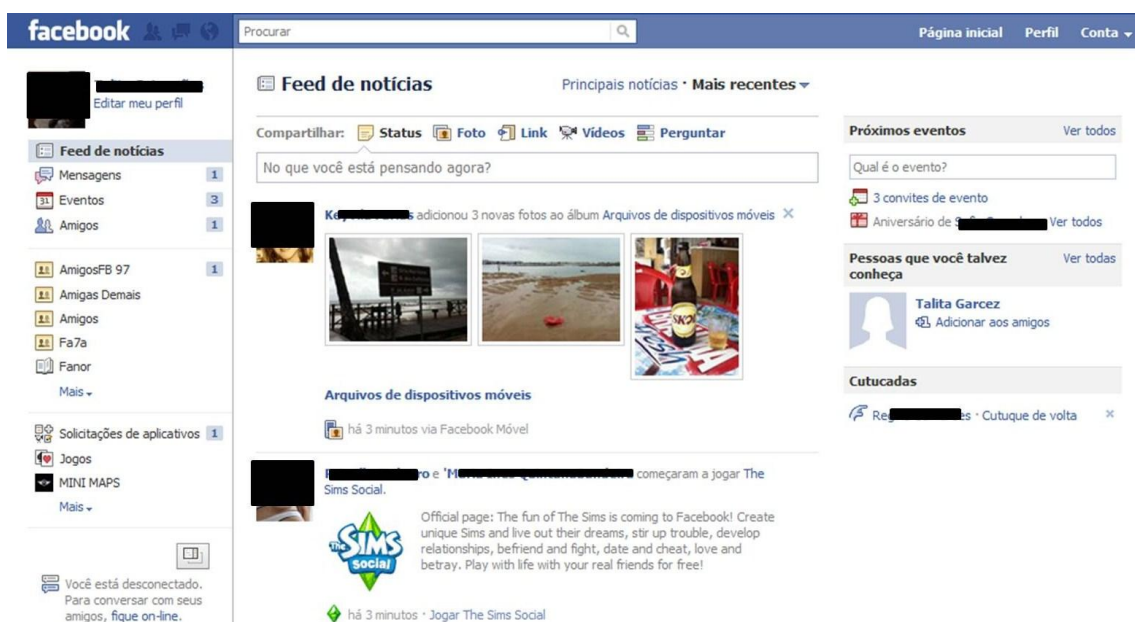 facebook
Procurar
Página inicial Perfil Conta
Editar meu perfil
Feed de notícias
Mensagens 1
Eventos 3
Amigos 1
AmigosFB 97 1
Amigas Demais
Amigos
Fa7a
Fanor
Mais
Solicitações de aplicativos 1
Jogos
MINI MAPS
Mais
Você está desconectado.
Para conversar com seus
amigos, fique on-line.
Feed de notícias
Principais notícias · Mais recentes
Compartilhar: Status Foto Link Vídeos Perguntar
No que você está pensando agora?
adicionou 3 novas fotos ao álbum Arquivos de dispositivos móveis ×
SKOL
Arquivos de dispositivos móveis
há 3 minutos via Facebook Móvel
e começaram a jogar The
Sims Social.
The SIMS social
Official page: The fun of The Sims is coming to Facebook! Create
unique Sims and live out their dreams, stir up trouble, develop
relationships, befriend and fight, date and cheat, love and
betray. Play with life with your real friends for free!
há 3 minutos · Jogar The Sims Social
Próximos eventos Ver todos
Qual é o evento?
31
3 convites de evento
Aniversário de Ver todos
Pessoas que você talvez
conheça
Ver todas
Talita Garcez
Adicionar aos amigos
Cutucadas
· Cutuque de volta ×